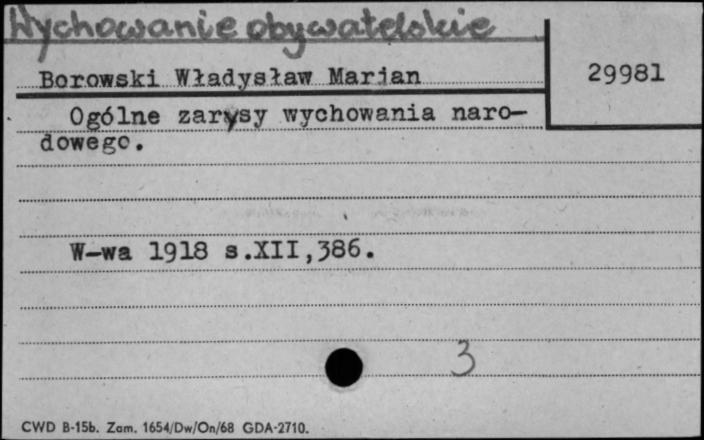 Wychowanie obywatelskie
Borowski Władysław Marian
29981
Ogólne zarysy wychowania naro-
dowego.
W-wa 1918 s.XII,386.
3
CWD B-15b. Zam. 1654/Dw/On/68 GDA-2710.